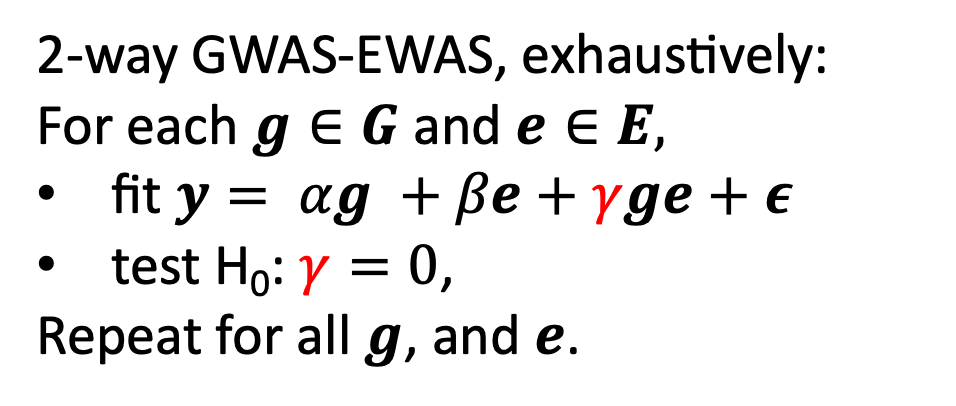 2-way GWAS-EWAS, exhaustively:
For each g ∈ G and e ∈ E,
• fit y = αg + βe + γge + ϵ
• test H₀: γ = 0,
Repeat for all g, and e.